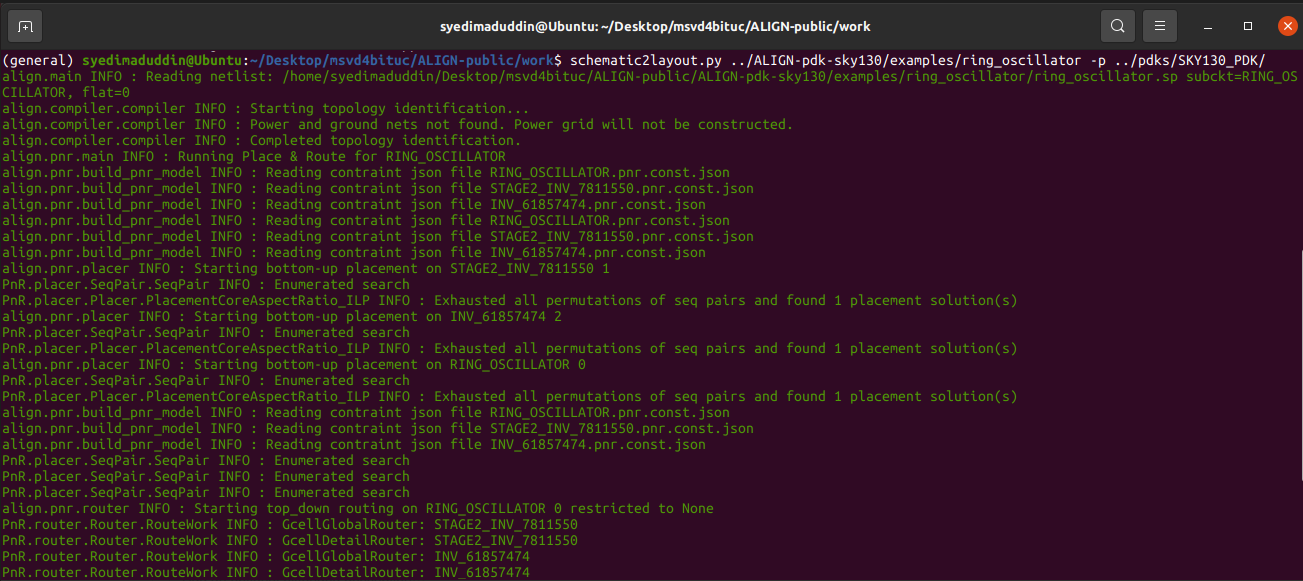 syedimaduddin@Ubuntu: ~/Desktop/msvd4bituc/ALIGN-public/work
(general) syedimaduddin@Ubuntu:~/Desktop/msvd4bituc/ALIGN-public/work$ schematic2layout.py ../ALIGN-pdk-sky130/examples/ring_oscillator -p ../pdks/SKY130_PDK/
align.main INFO : Reading netlist: /home/syedimaduddin/Desktop/msvd4bituc/ALIGN-public/ALIGN-pdk-sky130/examples/ring_oscillator/ring_oscillator.sp subckt=RING_OS
CILLATOR, flat=0
align.compiler.compiler INFO : Starting topology identification...
align.compiler.compiler INFO : Power and ground nets not found. Power grid will not be constructed.
align.compiler.compiler INFO : Completed topology identification.
align.pnr.main INFO : Running Place & Route for RING_OSCILLATOR
align.pnr.build_pnr_model INFO : Reading contraint json file RING_OSCILLATOR.pnr.const.json
align.pnr.build_pnr_model INFO : Reading contraint json file STAGE2_INV_7811550.pnr.const.json
align.pnr.build_pnr_model INFO : Reading contraint json file INV_61857474.pnr.const.json
align.pnr.build_pnr_model INFO : Reading contraint json file RING_OSCILLATOR.pnr.const.json
align.pnr.build_pnr_model INFO : Reading contraint json file STAGE2_INV_7811550.pnr.const.json
align.pnr.build_pnr_model INFO : Reading contraint json file INV_61857474.pnr.const.json
align.pnr.placer INFO : Starting bottom-up placement on STAGE2_INV_7811550 1
PnR.placer.SeqPair.SeqPair INFO : Enumerated search
PnR.placer.Placer.PlacementCoreAspectRatio_ILP INFO : Exhausted all permutations of seq pairs and found 1 placement solution(s)
align.pnr.placer INFO : Starting bottom-up placement on INV_61857474 2
PnR.placer.SeqPair.SeqPair INFO : Enumerated search
PnR.placer.Placer.PlacementCoreAspectRatio_ILP INFO : Exhausted all permutations of seq pairs and found 1 placement solution(s)
align.pnr.placer INFO : Starting bottom-up placement on RING_OSCILLATOR 0
PnR.placer.SeqPair.SeqPair INFO : Enumerated search
PnR.placer.Placer.PlacementCoreAspectRatio_ILP INFO : Exhausted all permutations of seq pairs and found 1 placement solution(s)
align.pnr.build_pnr_model INFO : Reading contraint json file RING_OSCILLATOR.pnr.const.json
align.pnr.build_pnr_model INFO : Reading contraint json file STAGE2_INV_7811550.pnr.const.json
align.pnr.build_pnr_model INFO : Reading contraint json file INV_61857474.pnr.const.json
PnR.placer.SeqPair.SeqPair INFO : Enumerated search
PnR.placer.SeqPair.SeqPair INFO : Enumerated search
PnR.placer.SeqPair.SeqPair INFO : Enumerated search
align.pnr.router INFO : Starting top_down routing on RING_OSCILLATOR 0 restricted to None
PnR.router.Router.RouteWork INFO : GcellGlobalRouter: STAGE2_INV_7811550
PnR.router.Router.RouteWork INFO : GcellDetailRouter: STAGE2_INV_7811550
PnR.router.Router.RouteWork INFO : GcellGlobalRouter: INV_61857474
PnR.router.Router.RouteWork INFO : GcellDetailRouter: INV_61857474